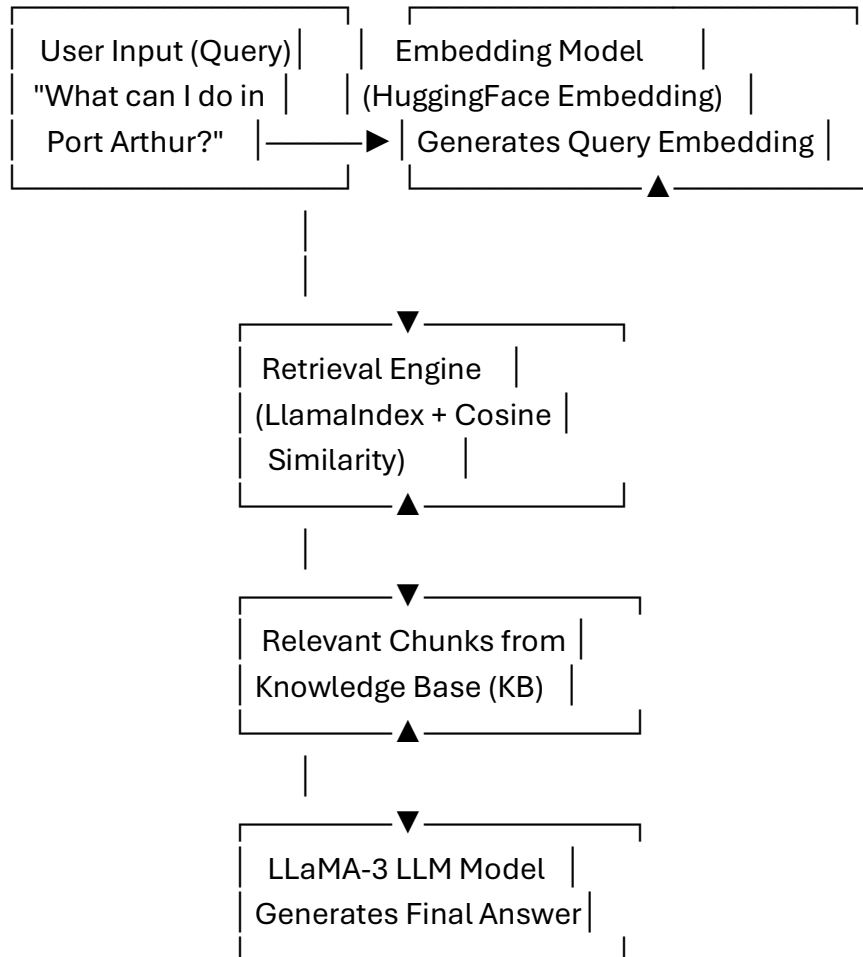 User Input (Query)
"What can I do in
Port Arthur?"
Embedding Model
(HuggingFace Embedding)
Generates Query Embedding
Retrieval Engine
(LlamaIndex + Cosine
Similarity)
Relevant Chunks from
Knowledge Base (KB)
LLaMA-3 LLM Model
Generates Final Answer